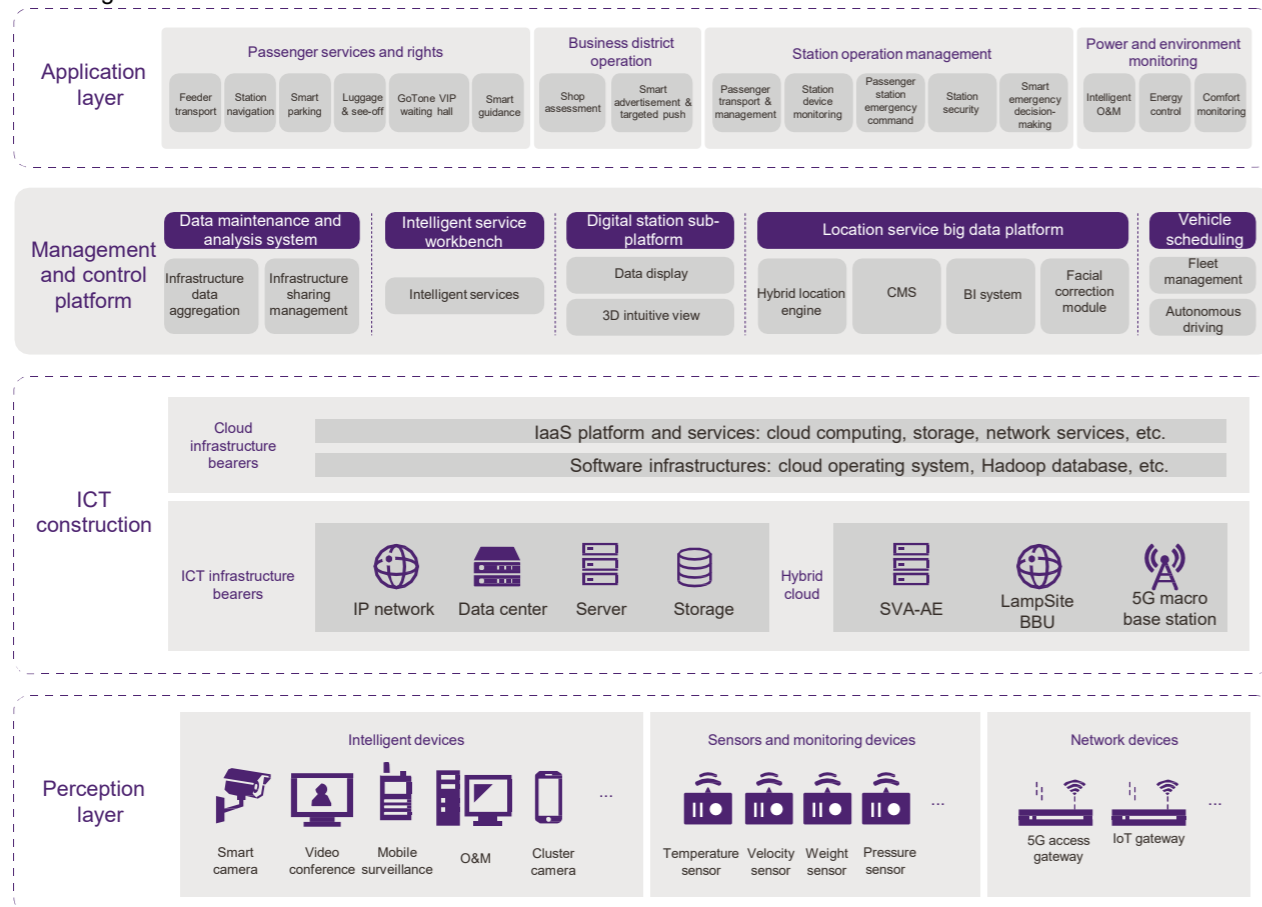 Application
layer
Passenger services and rights
Feeder
transport
Station
navigation
Smart
parking
Luggage
& see-off
GoTone VIP
waiting hall
Smart
guidance
Business district
operation
Shop
assessment
Smart
advertisement &
targeted push
Station operation management
Passenger
transport &
management
Station
device
monitoring
Passenger
station
emergency
command
Station
security
Smart
emergency
decision-
making
Power and environment
monitoring
Intelligent
O&M
Energy
control
Comfort
monitoring
Management
and control
platform
Data maintenance and
analysis system
Infrastructure
data
aggregation
Infrastructure
sharing
management
Intelligent service
workbench
Intelligent services
Digital station sub-
platform
Data display
3D intuitive view
Location service big data platform
Hybrid location
engine
CMS
BI system
Facial
correction
module
Vehicle
scheduling
Fleet
management
Autonomous
driving
ICT
construction
Cloud
infrastructure
bearers
IaaS platform and services: cloud computing, storage, network services, etc.
Software infrastructures: cloud operating system, Hadoop database, etc.
ICT infrastructure
bearers
IP network
Data center
Server
Storage
Hybrid
cloud
SVA-AE
LampSite
BBU
5G macro
base station
Perception
layer
Intelligent devices
Smart
camera
Video
conference
Mobile
surveillance
O&M
Cluster
camera
...
Sensors and monitoring devices
Temperature
sensor
Velocity
sensor
Weight
sensor
Pressure
sensor
...
Network devices
5G access
gateway
IoT gateway
...